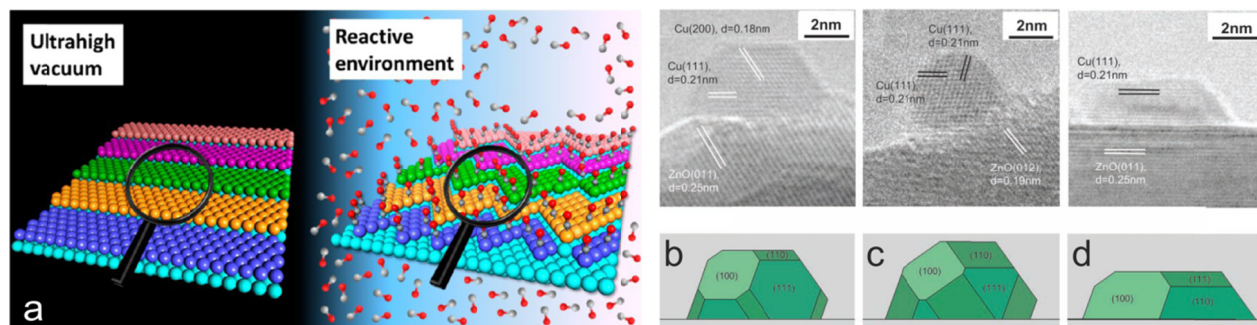 Ultrahigh
vacuum
Reactive
environment
a
2nm
Cu(200), d=0.18nm
Cu(111),
d=0.21nm
ZnO(011),
d=0.25nm
2nm
Cu(111),
d=0.21nm
Cu(111),
d=0.21nm
ZnO(012),
d=0.19nm
2nm
Cu(111),
d=0.21nm
ZnO(011),
d=0.25nm
b
(110)
(100)
(111)
c
(110)
(100)
(111)
d
(111)
(100)
(110)